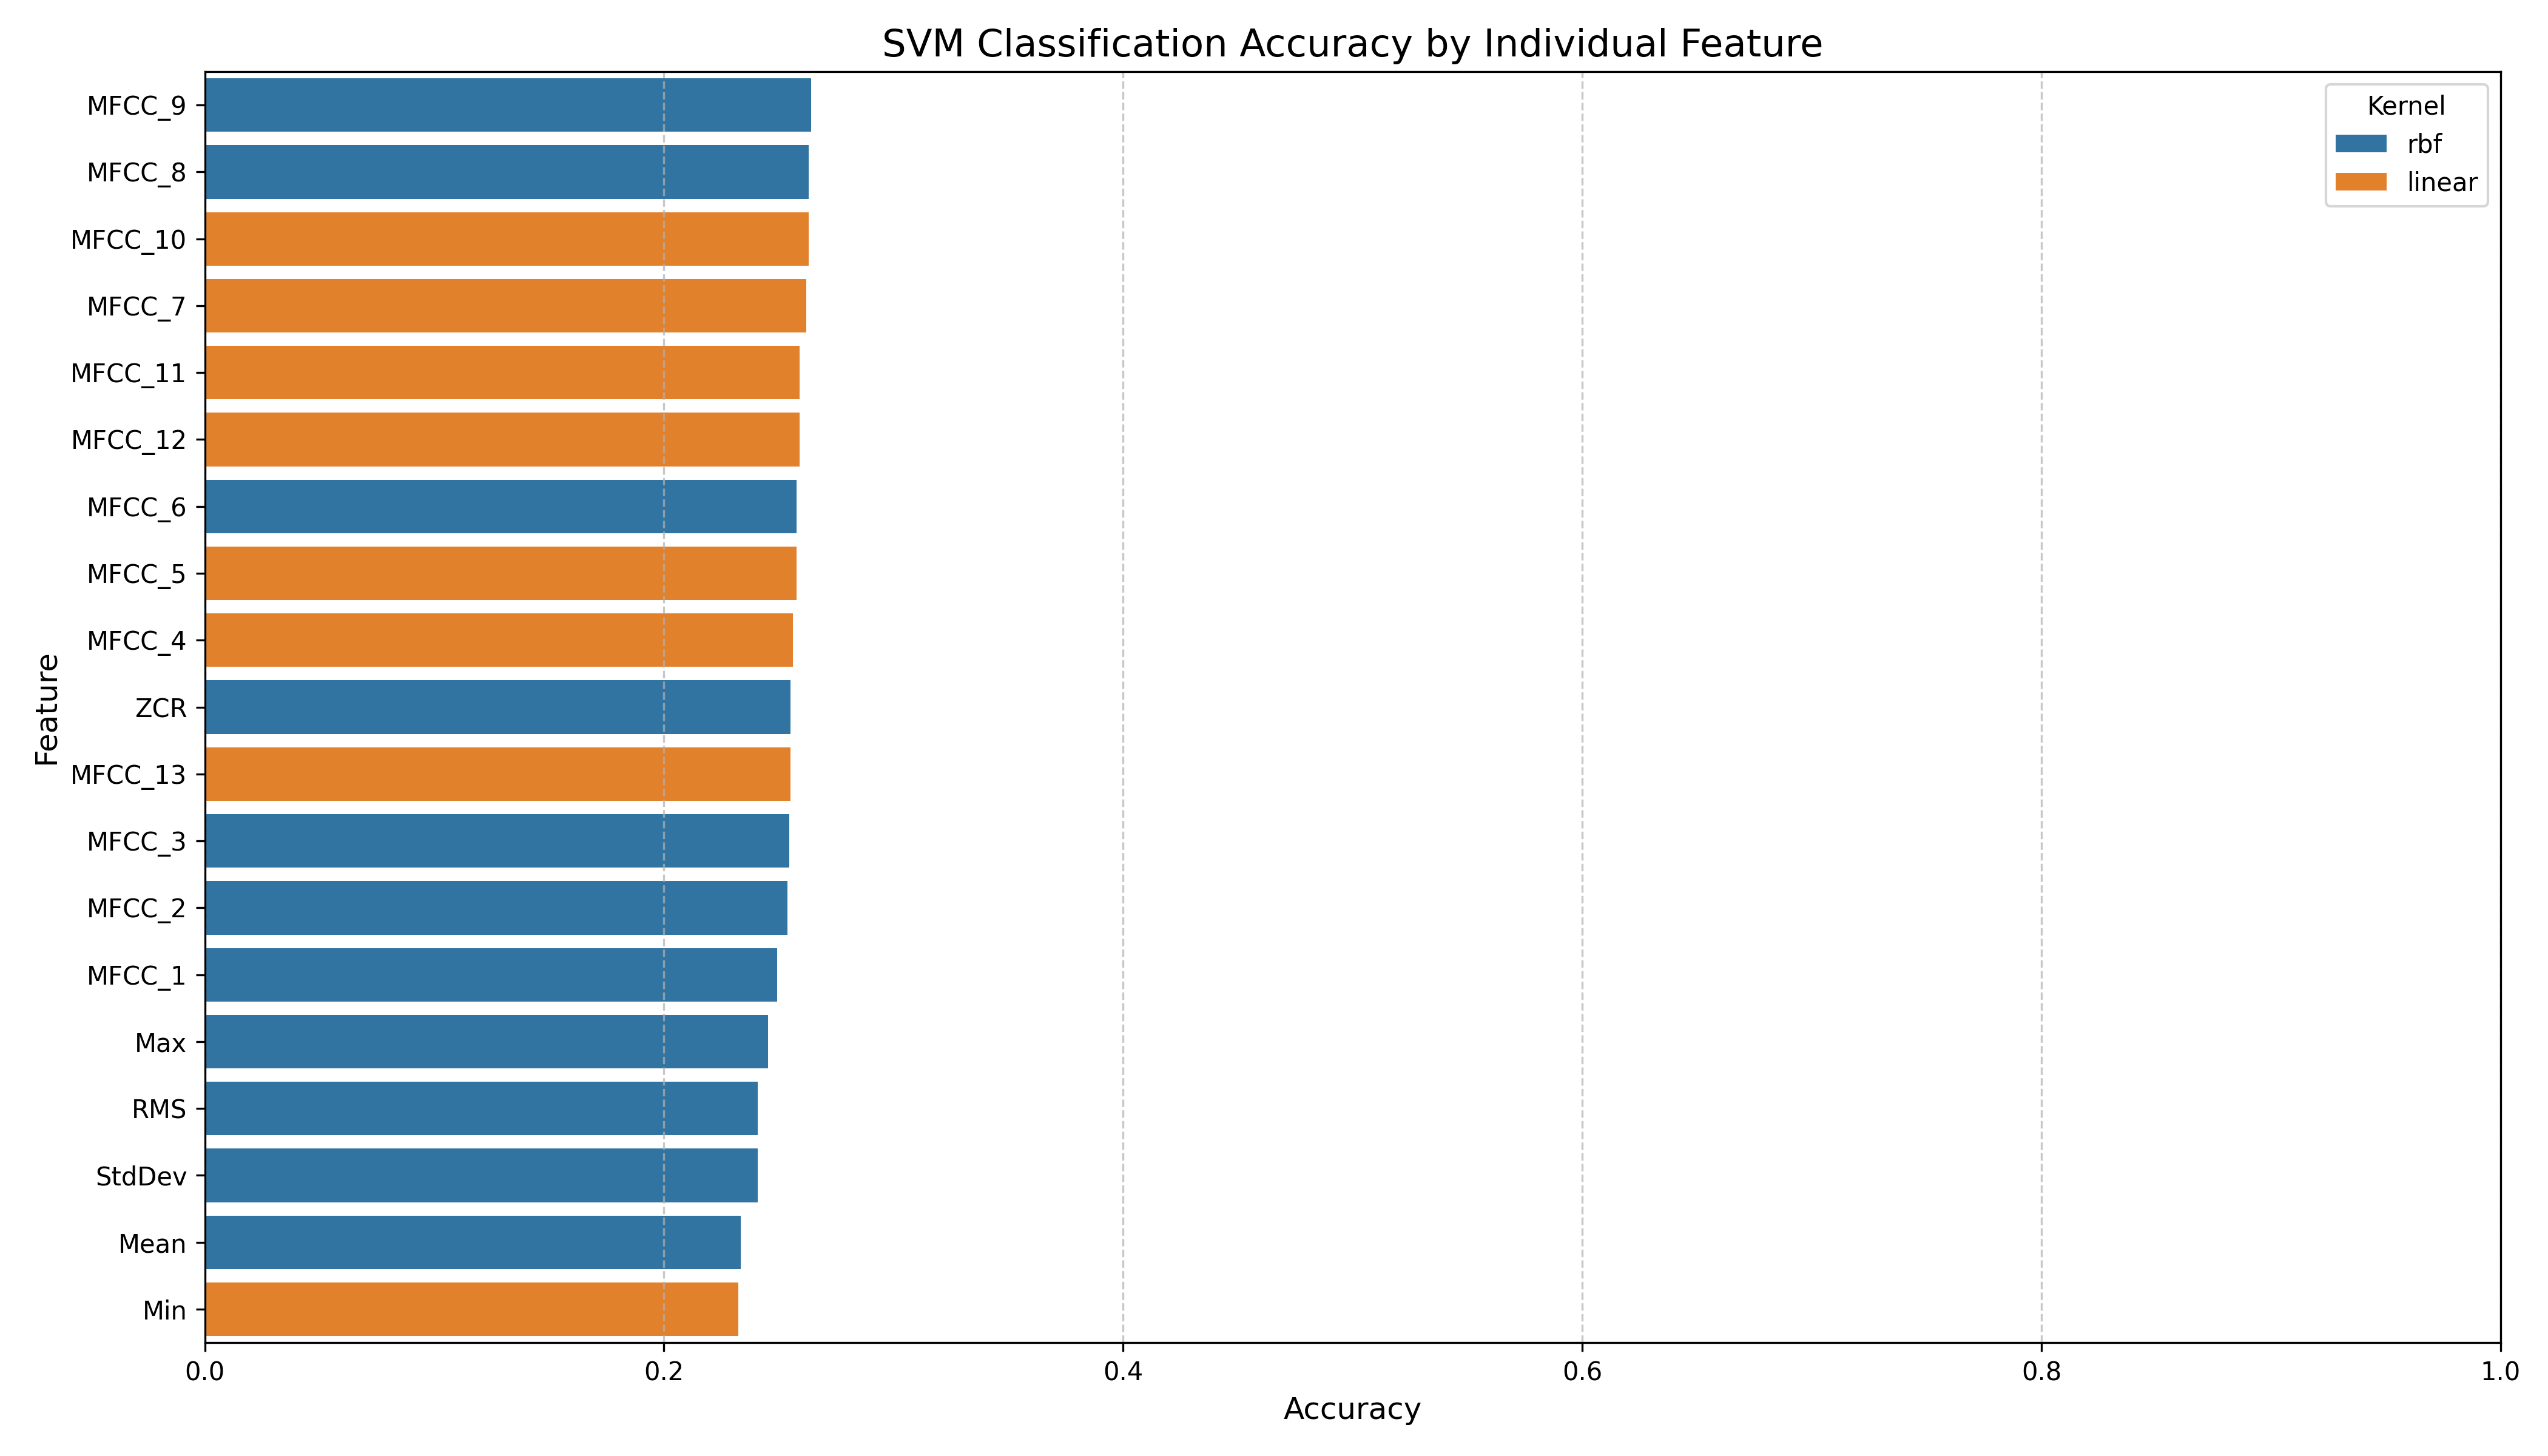 SVM Classification Accuracy by Individual Feature
Kernel
rbf
linear
Feature
MFCC_9
MFCC_8
MFCC_10
MFCC_7
MFCC_11
MFCC_12
MFCC_6
MFCC_5
MFCC_4
ZCR
MFCC_13
MFCC_3
MFCC_2
MFCC_1
Max
RMS
StdDev
Mean
Min
0.0 0.2 0.4 0.6 0.8 1.0
Accuracy